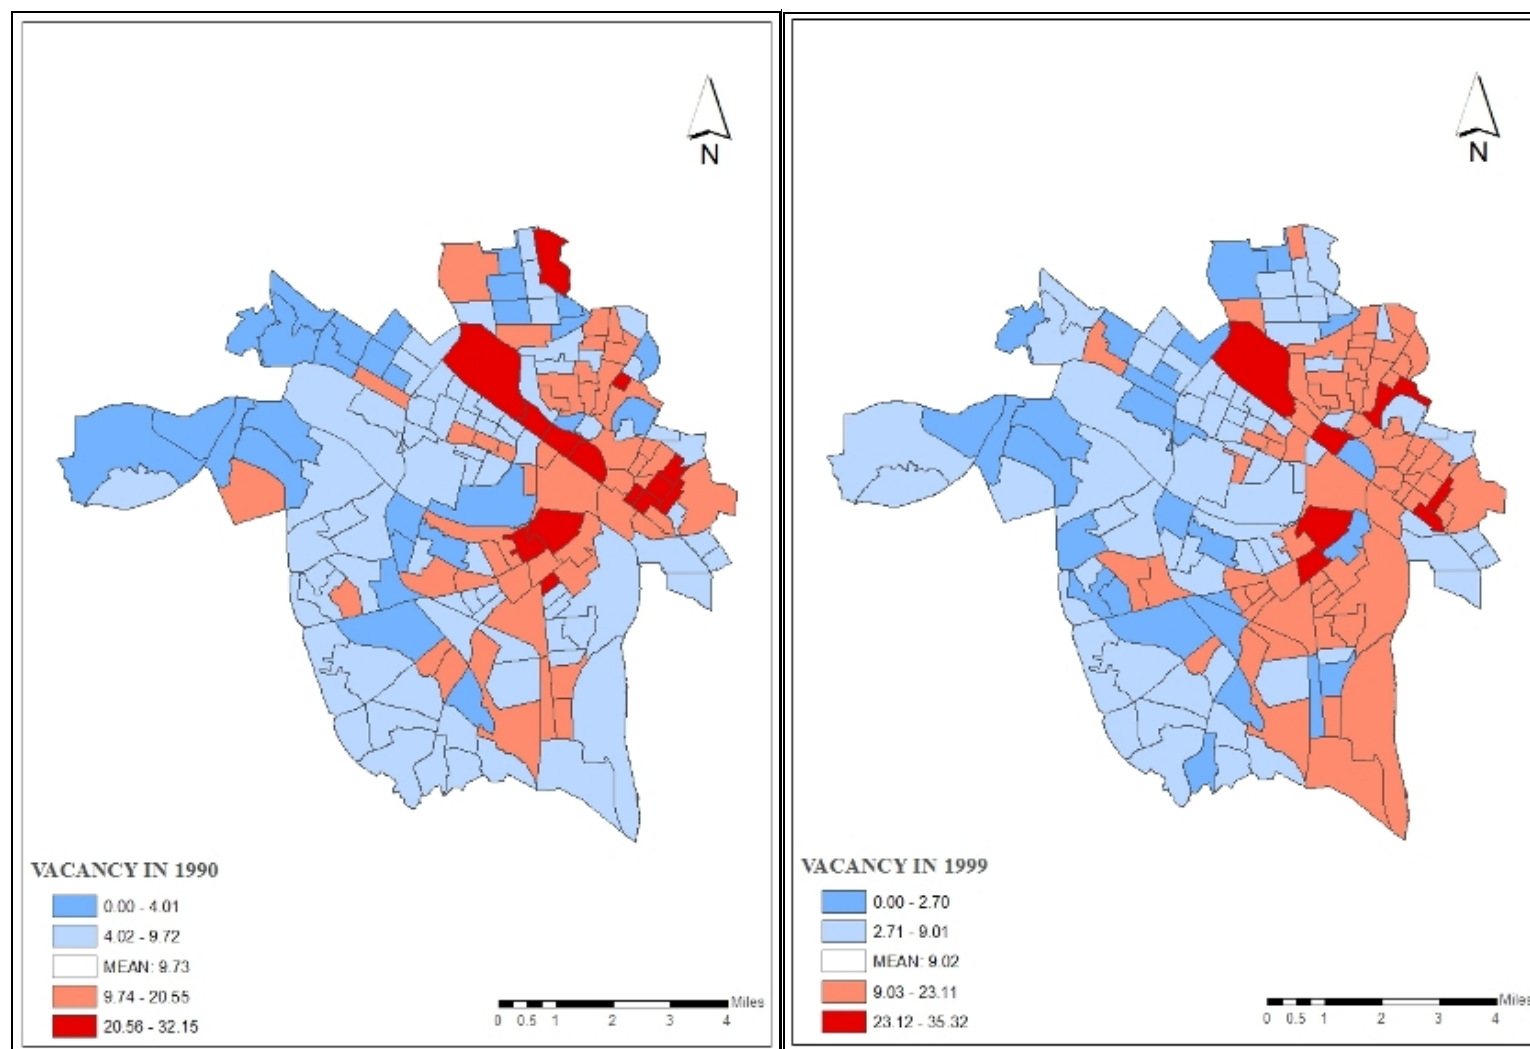 N
VACANCY IN 1990
0.00 - 4.01
4.02 - 9.72
MEAN: 9.73
9.74 - 20.55
20.56 - 32.15
Miles
0 0.5 1 2 3 4
N
VACANCY IN 1999
0.00 - 2.70
2.71 - 9.01
MEAN: 9.02
9.03 - 23.11
23.12 - 35.32
Miles
0 0.5 1 2 3 4